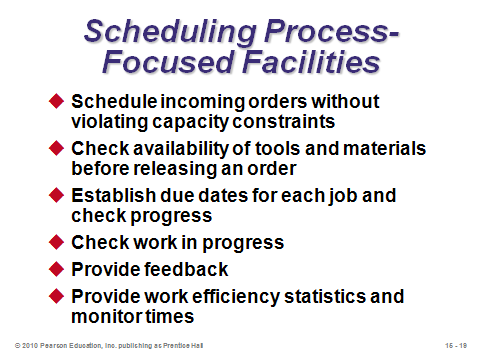 Scheduling Process-
Focused Facilities
Schedule incoming orders without
violating capacity constraints
Check availability of tools and materials
before releasing an order
Establish due dates for each job and
check progress
Check work in progress
Provide feedback
Provide work efficiency statistics and
monitor times
© 2010 Pearson Education, Inc. publishing as Prentice Hall
15 - 19